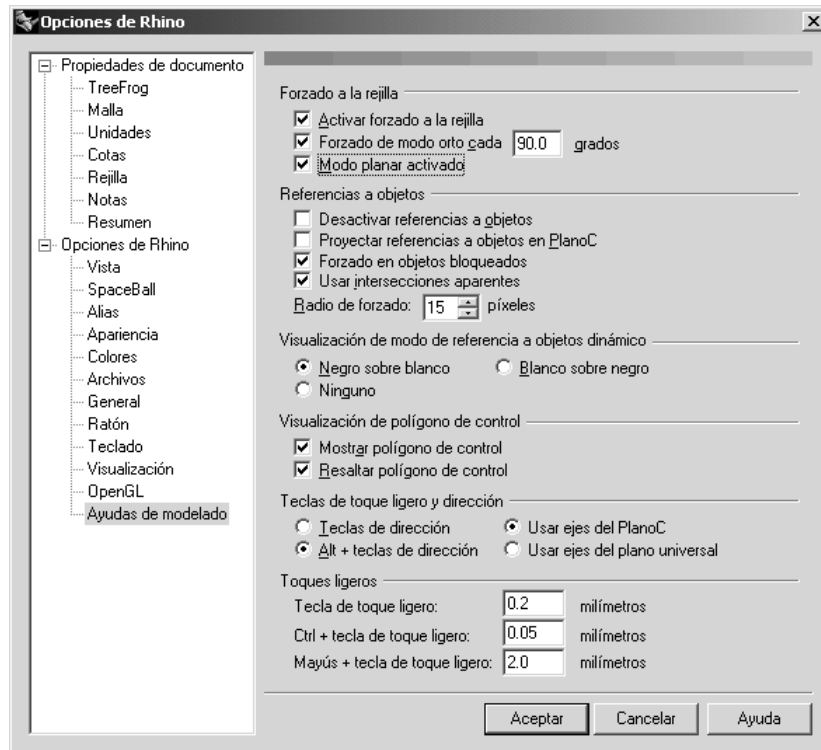 Opciones de Rhino
Propiedades de documento
TreeFrog
Malla
Unidades
Cotas
Rejilla
Notas
Resumen
Opciones de Rhino
Vista
SpaceBall
Alias
Apariencia
Colores
Archivos
General
Ratón
Teclado
Visualización
OpenGL
Ayudas de modelado
Forzado a la rejilla
Activar forzado a la rejilla
Forzado de modo orto cada 90.0 grados
Modo planar activado
Referencias a objetos
Desactivar referencias a objetos
Proyectar referencias a objetos en PlanoC
Forzado en objetos bloqueados
Usar intersecciones aparentes
Radio de forzado: 15 píxeles
Visualización de modo de referencia a objetos dinámico
Negro sobre blanco Blanco sobre negro
Ninguno
Visualización de polígono de control
Mostrar polígono de control
Resaltar polígono de control
Teclas de toque ligero y dirección
Teclas de dirección Usar ejes del PlanoC
Alt + teclas de dirección Usar ejes del plano universal
Toques ligeros
Tecla de toque ligero: 0.2 milímetros
Ctrl + tecla de toque ligero: 0.05 milímetros
Mayús + tecla de toque ligero: 2.0 milímetros
Aceptar Cancelar Ayuda